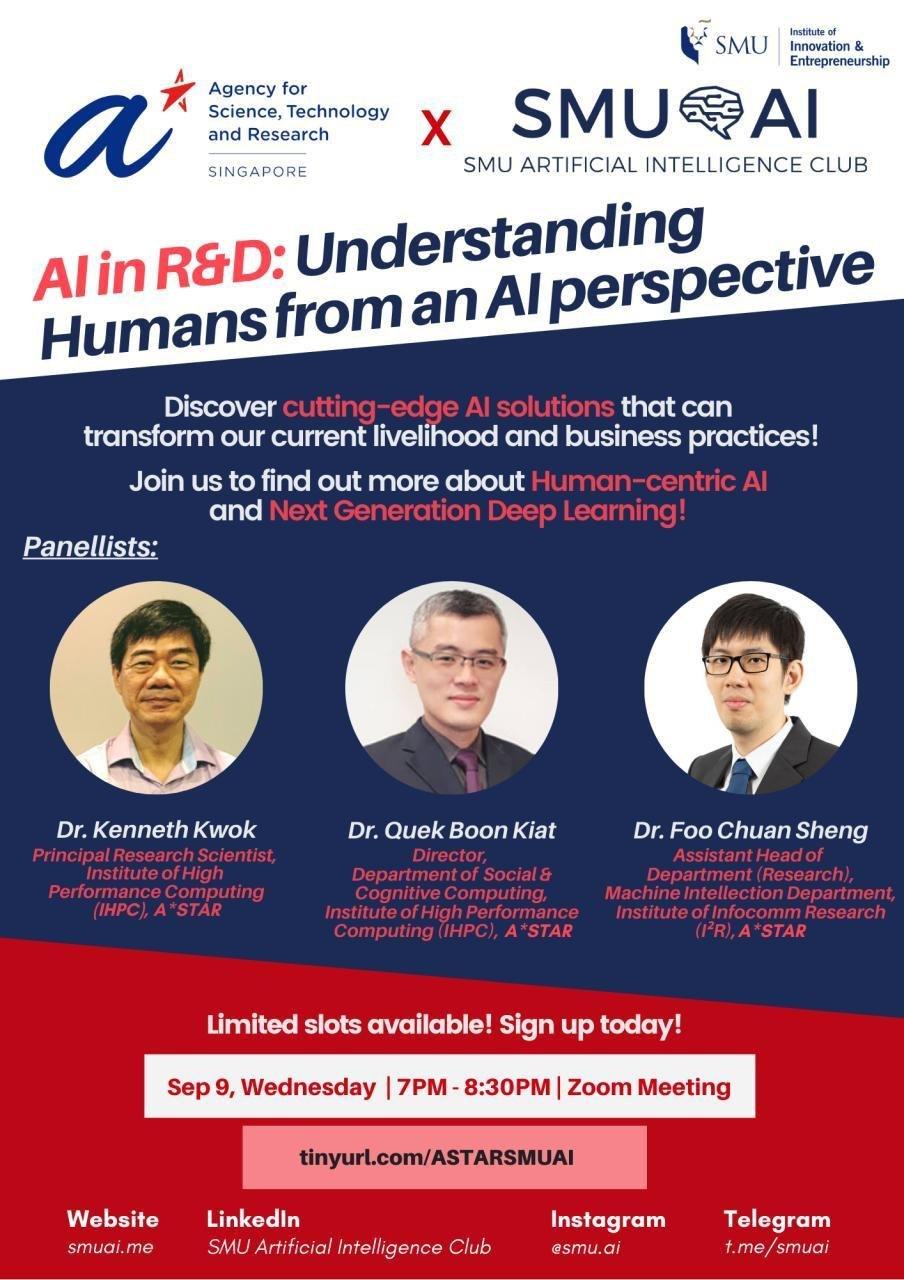 SMU
Institute of
Innovation &
Entrepreneurship
a
Agency for
Science, Technology
and Research
SINGAPORE
X
SMU AI
SMU ARTIFICIAL INTELLIGENCE CLUB
AI in R&D: Understanding
Humans from an AI perspective
Discover cutting-edge AI solutions that can
transform our current livelihood and business practices!
Join us to find out more about Human-centric AI
and Next Generation Deep Learning!
Panellists:
Dr. Kenneth Kwok
Principal Research Scientist,
Institute of High
Performance Computing
(IHPC), A*STAR
Dr. Quek Boon Kiat
Director,
Department of Social &
Cognitive Computing,
Institute of High Performance
Computing (IHPC), A*STAR
Dr. Foo Chuan Sheng
Assistant Head of
Department (Research),
Machine Intellection Department,
Institute of Infocomm Research
(I²R), A*STAR
Limited slots available! Sign up today!
Sep 9, Wednesday | 7PM - 8:30PM | Zoom Meeting
tinyurl.com/ASTARSMUAI
Website
smuai.me
LinkedIn
SMU Artificial Intelligence Club
Instagram
@smu.ai
Telegram
t.me/smuai